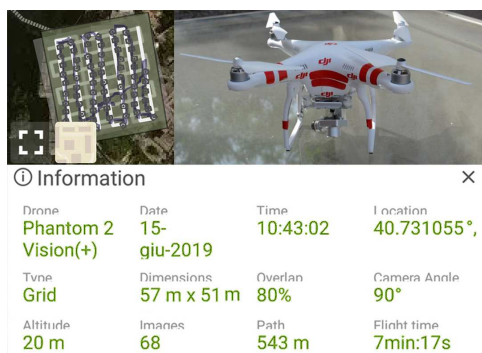 Information
Drone Date Time Location
Phantom 2 Vision(+) 15-giu-2019 10:43:02 40.731055°,
Type Dimensions Overlap Camera Angle
Grid 57 m x 51 m 80% 90°
Altitude Images Path Flight time
20 m 68 543 m 7min:17s